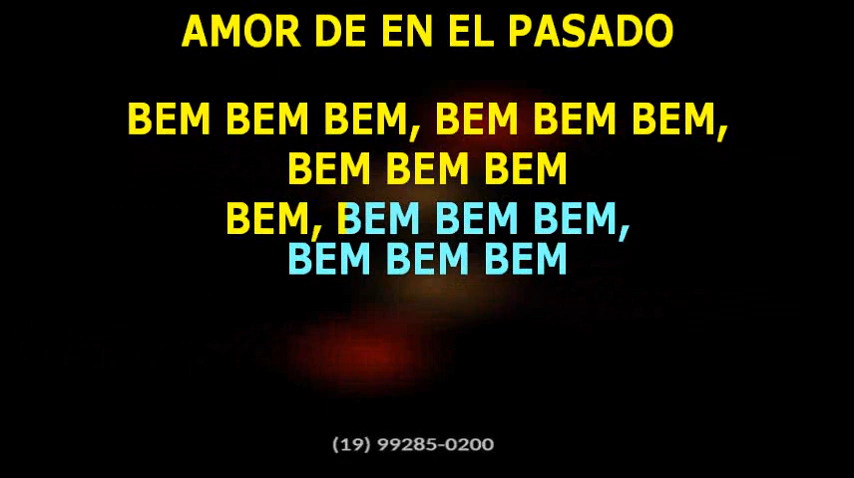 AMOR DE EN EL PASADO
BEM BEM BEM, BEM BEM BEM,
BEM BEM BEM
BEM, BEM BEM BEM,
BEM BEM BEM
(19) 99285-0200